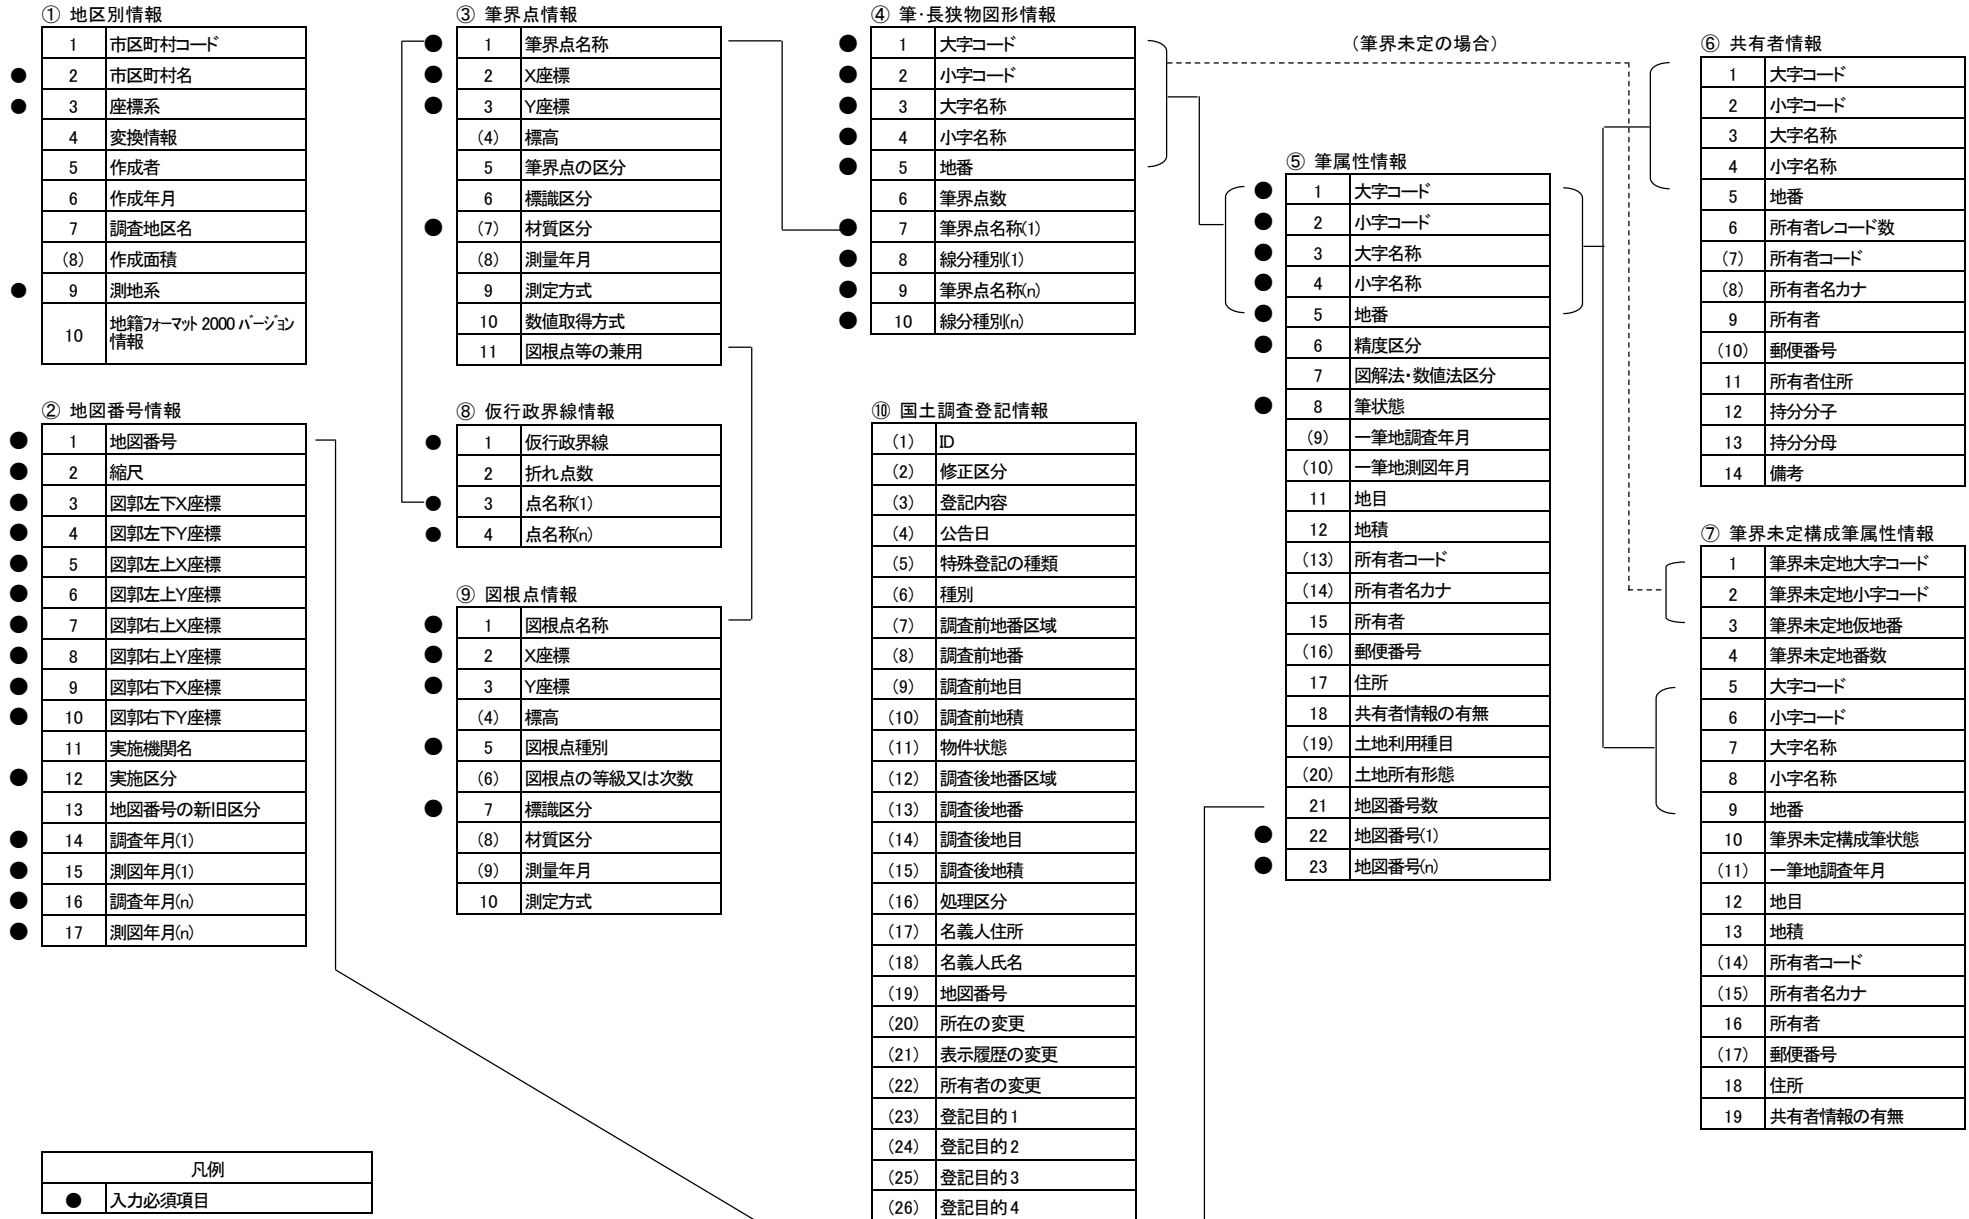 ① 地区別情報
1 市区町村コード
● 2 市区町村名
● 3 座標系
4 変換情報
5 作成者
6 作成年月
7 調査地区名
(8) 作成面積
● 9 測地系
10 地籍フォーマット2000バージョン
情報
② 地図番号情報
● 1 地図番号
● 2 縮尺
● 3 図郭左下X座標
● 4 図郭左下Y座標
● 5 図郭左上X座標
● 6 図郭左上Y座標
● 7 図郭右上X座標
● 8 図郭右上Y座標
● 9 図郭右下X座標
● 10 図郭右下Y座標
11 実施機関名
● 12 実施区分
13 地図番号の新旧区分
● 14 調査年月(1)
● 15 測図年月(1)
● 16 調査年月(n)
● 17 測図年月(n)
凡例
● 入力必須項目
③ 筆界点情報
● 1 筆界点名称
● 2 X座標
● 3 Y座標
(4) 標高
5 筆界点の区分
6 標識区分
● (7) 材質区分
(8) 測量年月
9 測定方式
10 数値取得方式
11 図根点等の兼用
⑧ 仮行政界線情報
● 1 仮行政界線
2 折れ点数
● 3 点名称(1)
● 4 点名称(n)
⑨ 図根点情報
● 1 図根点名称
● 2 X座標
● 3 Y座標
(4) 標高
● 5 図根点種別
(6) 図根点の等級又は次数
● 7 標識区分
(8) 材質区分
(9) 測量年月
10 測定方式
④ 筆・長狭物図形情報
● 1 大字コード
● 2 小字コード
● 3 大字名称
● 4 小字名称
● 5 地番
6 筆界点数
● 7 筆界点名称(1)
● 8 線分種別(1)
● 9 筆界点名称(n)
● 10 線分種別(n)
⑩ 国土調査登記情報
(1) ID
(2) 修正区分
(3) 登記内容
(4) 公告日
(5) 特殊登記の種類
(6) 種別
(7) 調査前地番区域
(8) 調査前地番
(9) 調査前地目
(10) 調査前地積
(11) 物件状態
(12) 調査後地番区域
(13) 調査後地番
(14) 調査後地目
(15) 調査後地積
(16) 処理区分
(17) 名義人住所
(18) 名義人氏名
(19) 地図番号
(20) 所在の変更
(21) 表示履歴の変更
(22) 所有者の変更
(23) 登記目的1
(24) 登記目的2
(25) 登記目的3
(26) 登記目的4
(筆界未定の場合)
⑤ 筆属性情報
● 1 大字コード
● 2 小字コード
● 3 大字名称
● 4 小字名称
● 5 地番
● 6 精度区分
7 図解法・数値法区分
● 8 筆状態
(9) 一筆地調査年月
(10) 一筆地測図年月
11 地目
12 地積
(13) 所有者コード
(14) 所有者名カナ
15 所有者
(16) 郵便番号
17 住所
18 共有者情報の有無
(19) 土地利用種目
(20) 土地所有形態
21 地図番号数
● 22 地図番号(1)
● 23 地図番号(n)
⑥ 共有者情報
1 大字コード
2 小字コード
3 大字名称
4 小字名称
5 地番
6 所有者レコード数
(7) 所有者コード
(8) 所有者名カナ
9 所有者
(10) 郵便番号
11 所有者住所
12 持分分子
13 持分分母
14 備考
⑦ 筆界未定構成筆属性情報
1 筆界未定地大字コード
2 筆界未定地小字コード
3 筆界未定地仮地番
4 筆界未定地番数
5 大字コード
6 小字コード
7 大字名称
8 小字名称
9 地番
10 筆界未定構成筆状態
(11) 一筆地調査年月
12 地目
13 地積
(14) 所有者コード
(15) 所有者名カナ
16 所有者
(17) 郵便番号
18 住所
19 共有者情報の有無